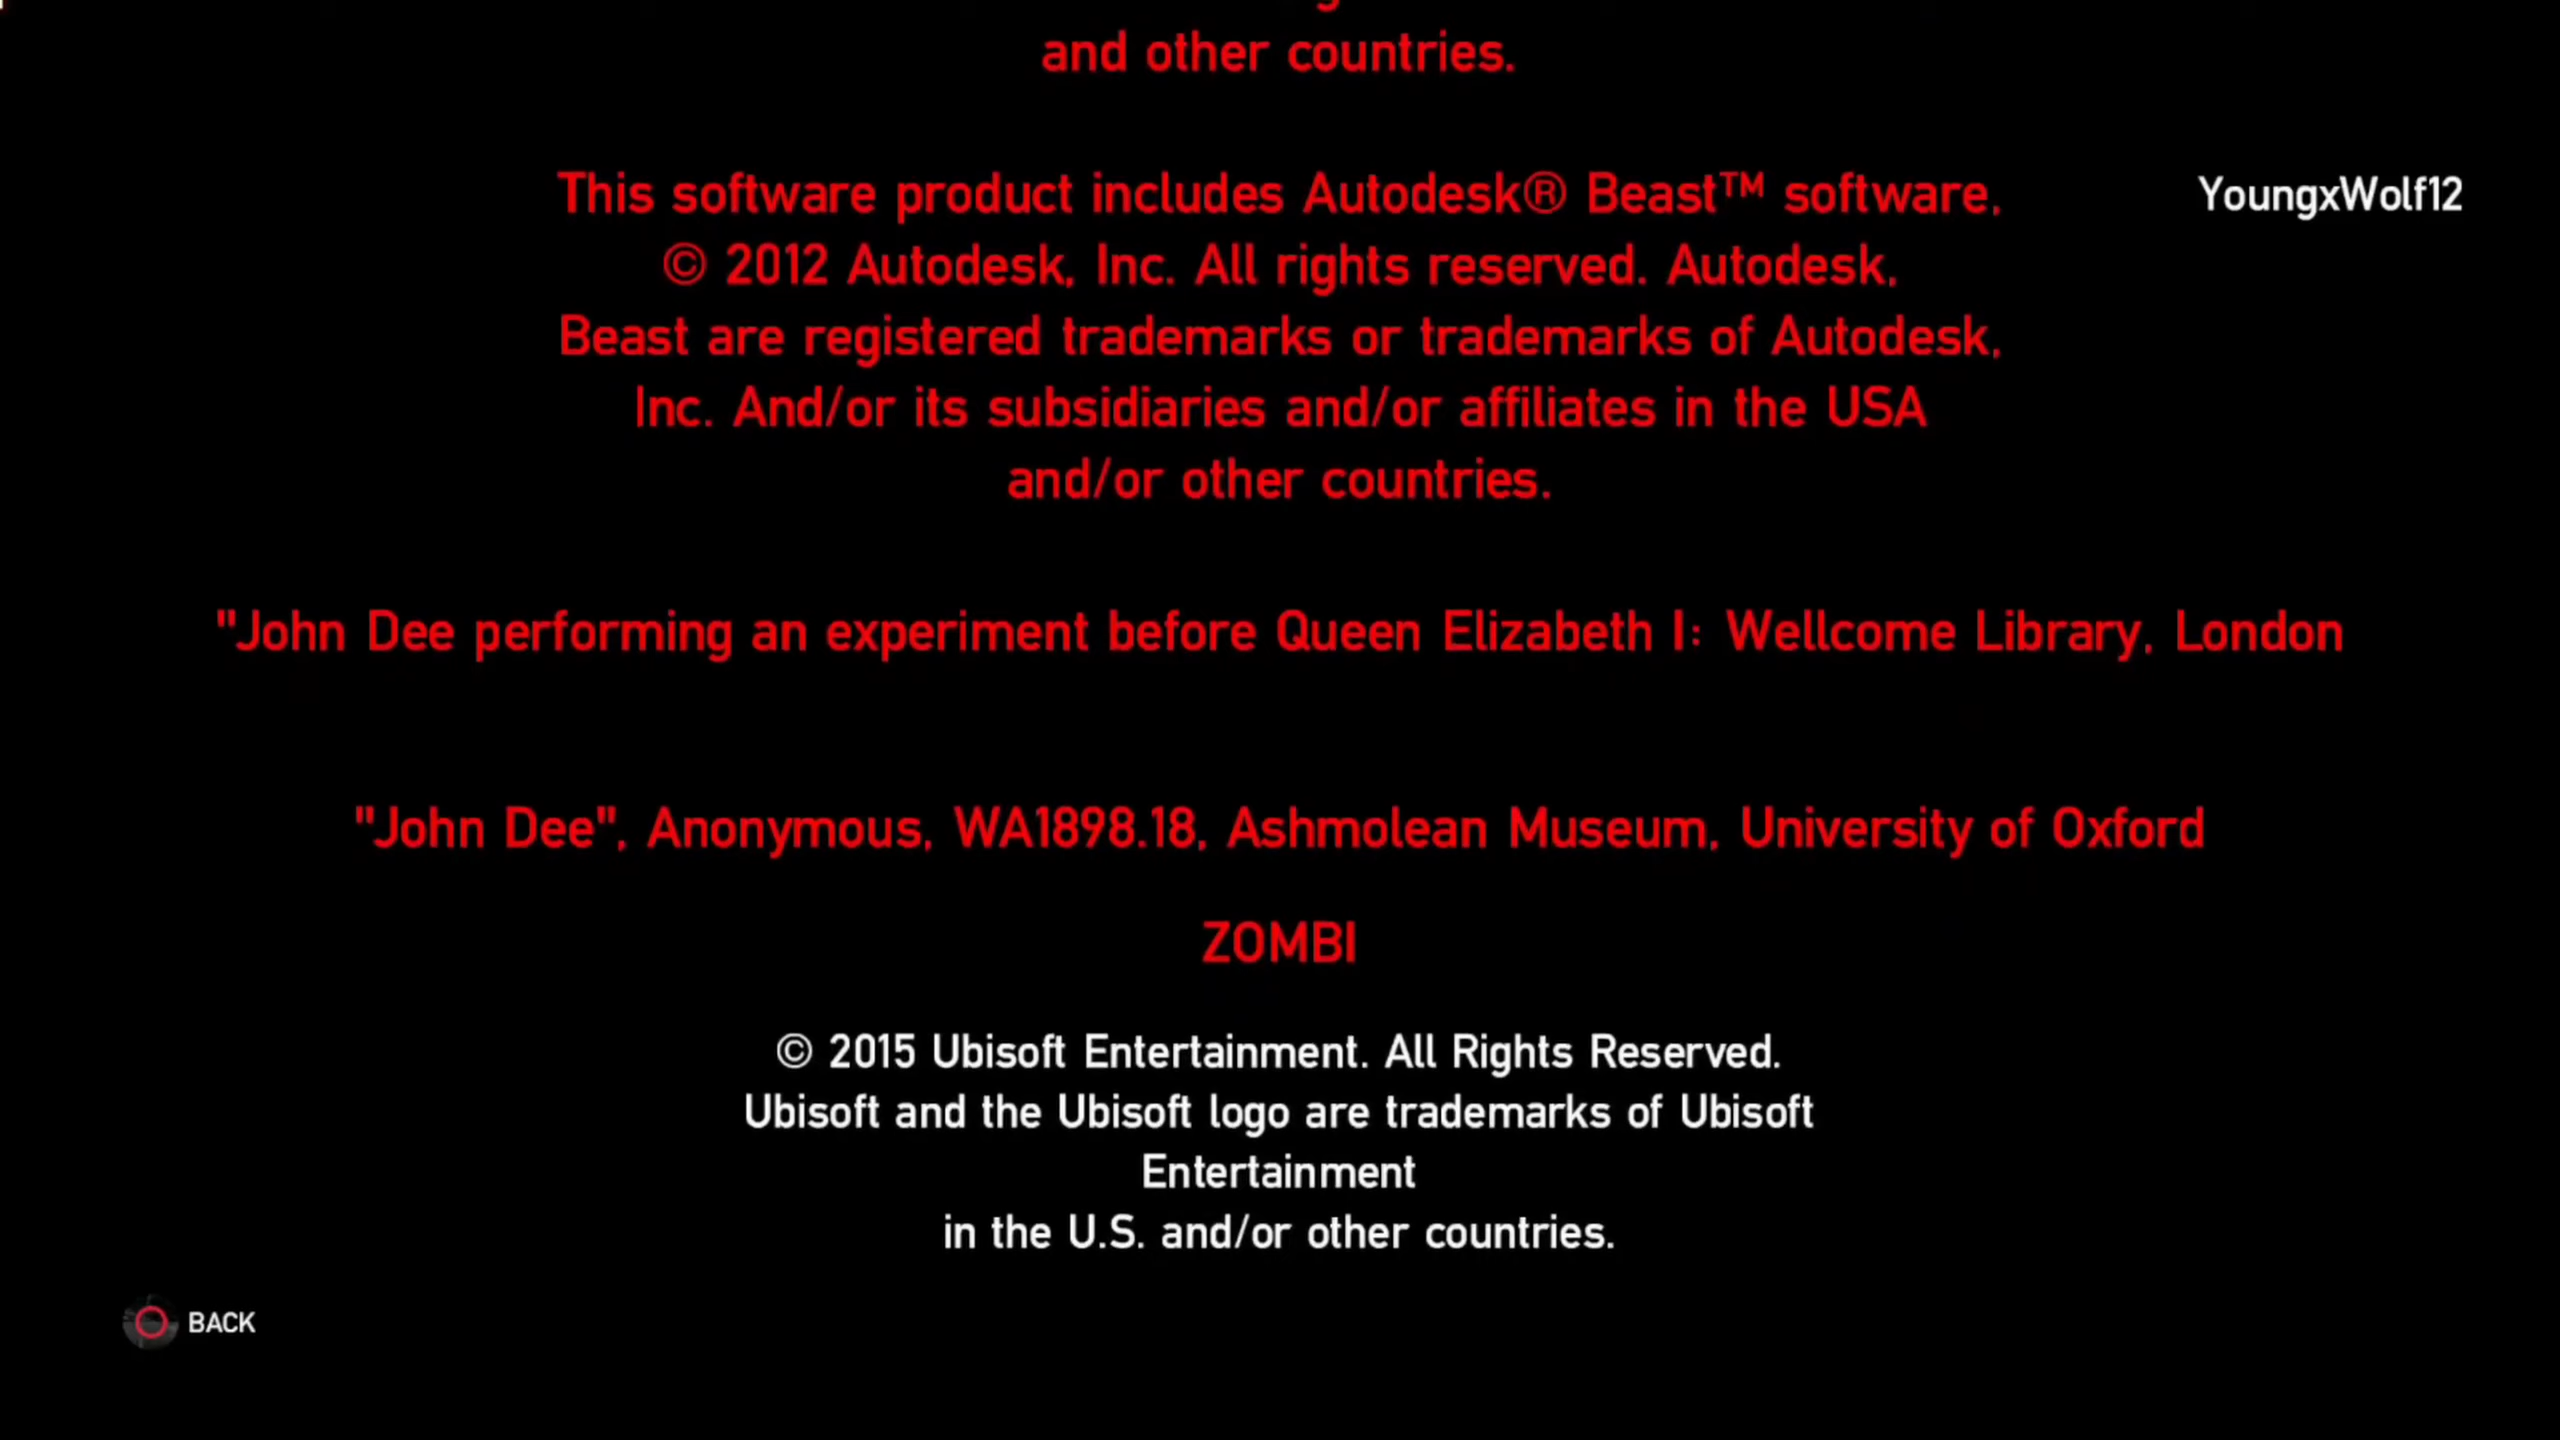 and other countries.
This software product includes Autodesk® Beast™ software,
YoungxWolf12
© 2012 Autodesk, Inc. All rights reserved. Autodesk,
Beast are registered trademarks or trademarks of Autodesk,
Inc. And/or its subsidiaries and/or affiliates in the USA
and/or other countries.
"John Dee performing an experiment before Queen Elizabeth I: Wellcome Library, London
"John Dee", Anonymous, WA1898.18, Ashmolean Museum, University of Oxford
ZOMBI
© 2015 Ubisoft Entertainment. All Rights Reserved.
Ubisoft and the Ubisoft logo are trademarks of Ubisoft
Entertainment
in the U.S. and/or other countries.
BACK